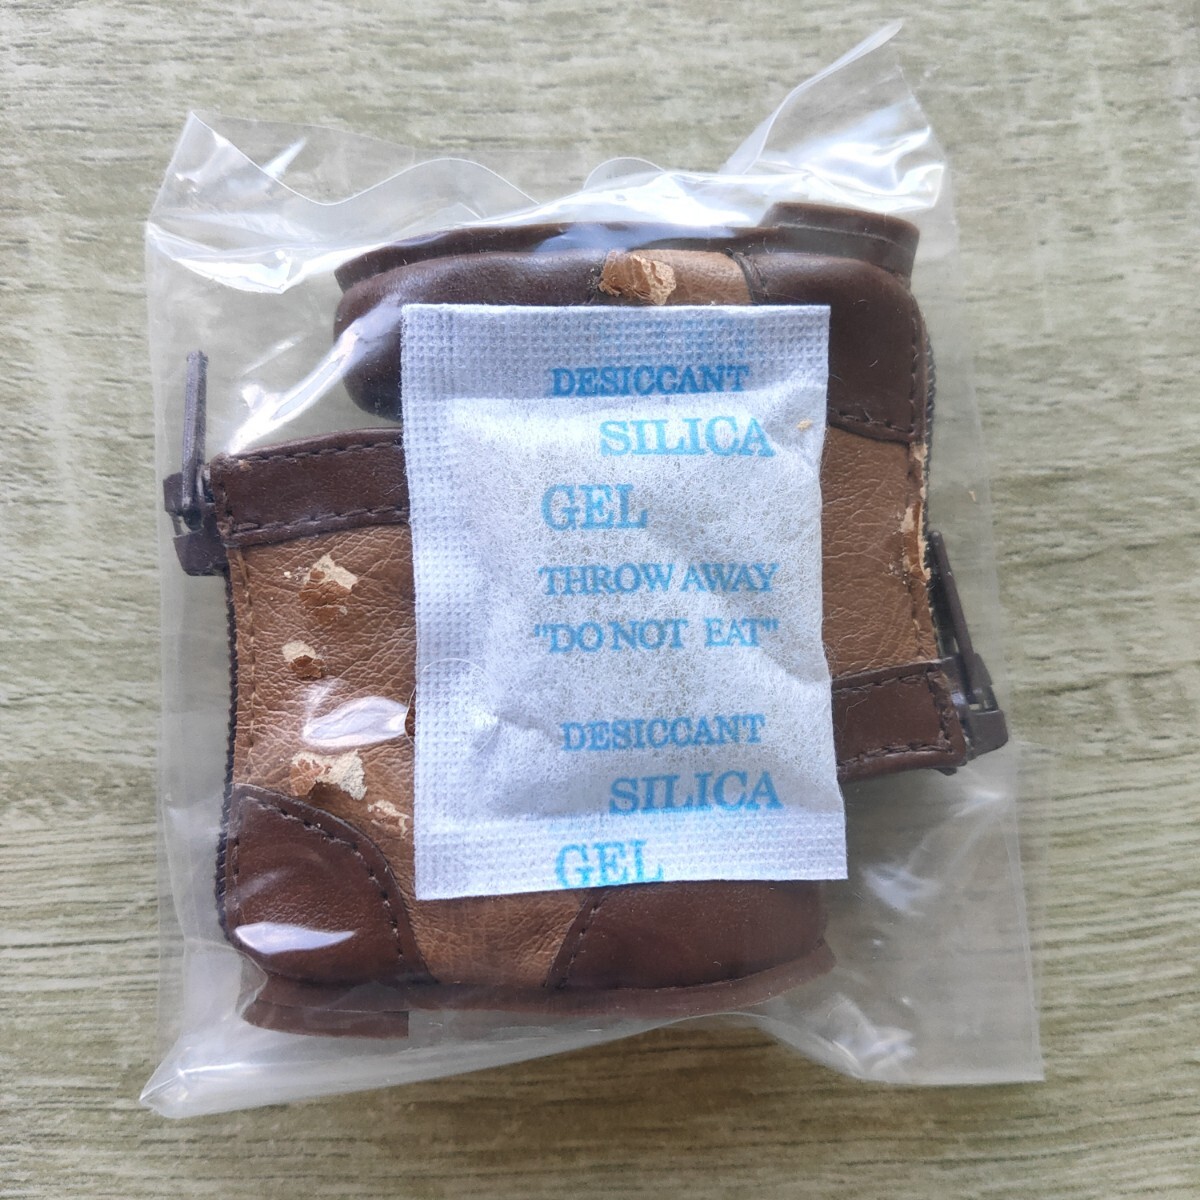 DESICCANT
SILICA
GEL
THROW AWAY
"DO NOT EAT"
DESICCANT
SILICA
GEL